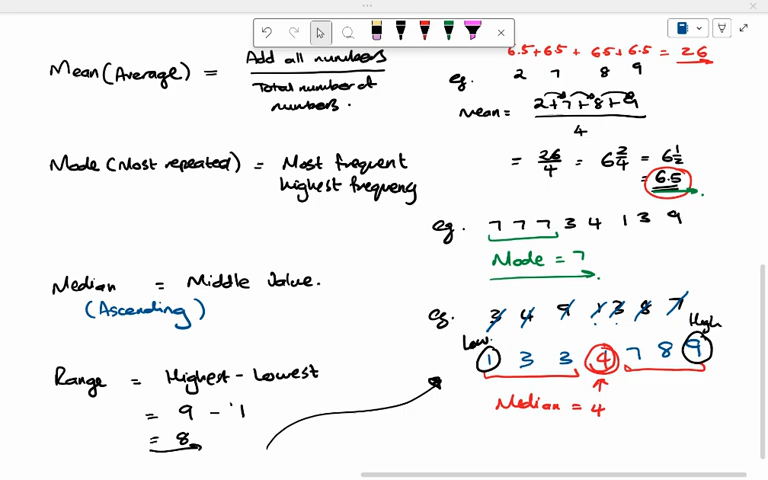 Mean (Average) = Add all numbers
Total number of numbers.
6.5+6.5 + 6.5 + 6.5 = 26
eg. 2 7 8 9
Mean = 2+7+8+9
4
= 26/4 = 6 2/4 = 6 1/2
= 6.5
Mode (Most repeated) = Most frequent
highest frequency
eg. 7 7 7 3 4 1 3 9
Mode = 7
Median = Middle Value.
(Ascending)
eg. 3 4 9 1 3 8 7
Low. High
1 3 3 4 7 8 9
Median = 4
Range = Highest - Lowest
= 9 - 1
= 8